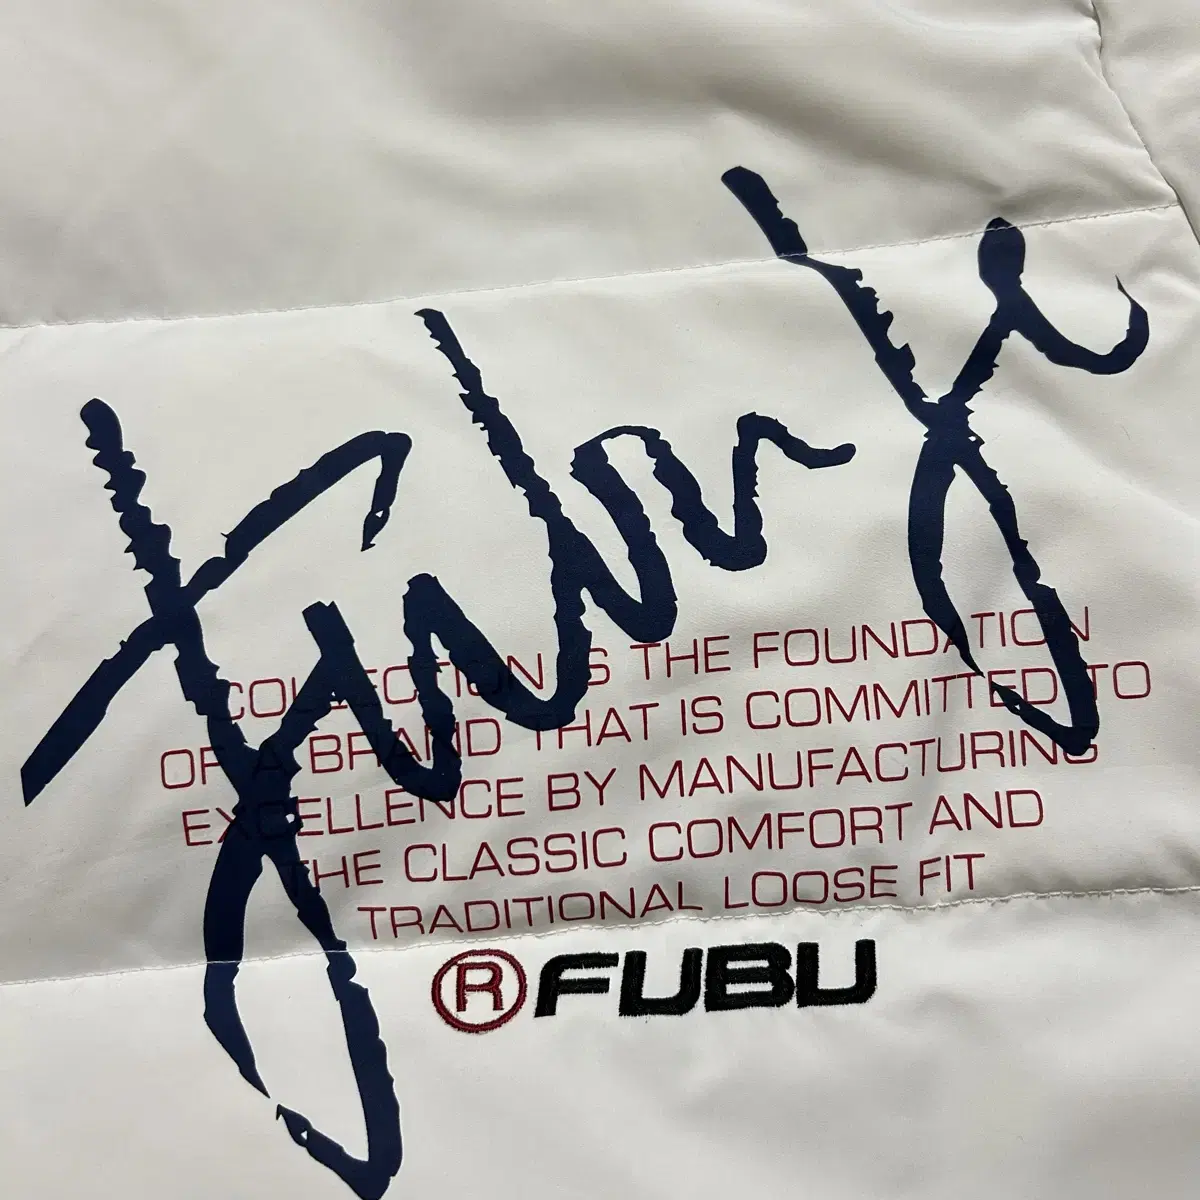 Fubu
COLLECTION IS THE FOUNDATION
OF A BRAND THAT IS COMMITTED TO
EXCELLENCE BY MANUFACTURING
THE CLASSIC COMFORT AND
TRADITIONAL LOOSE FIT
® FUBU